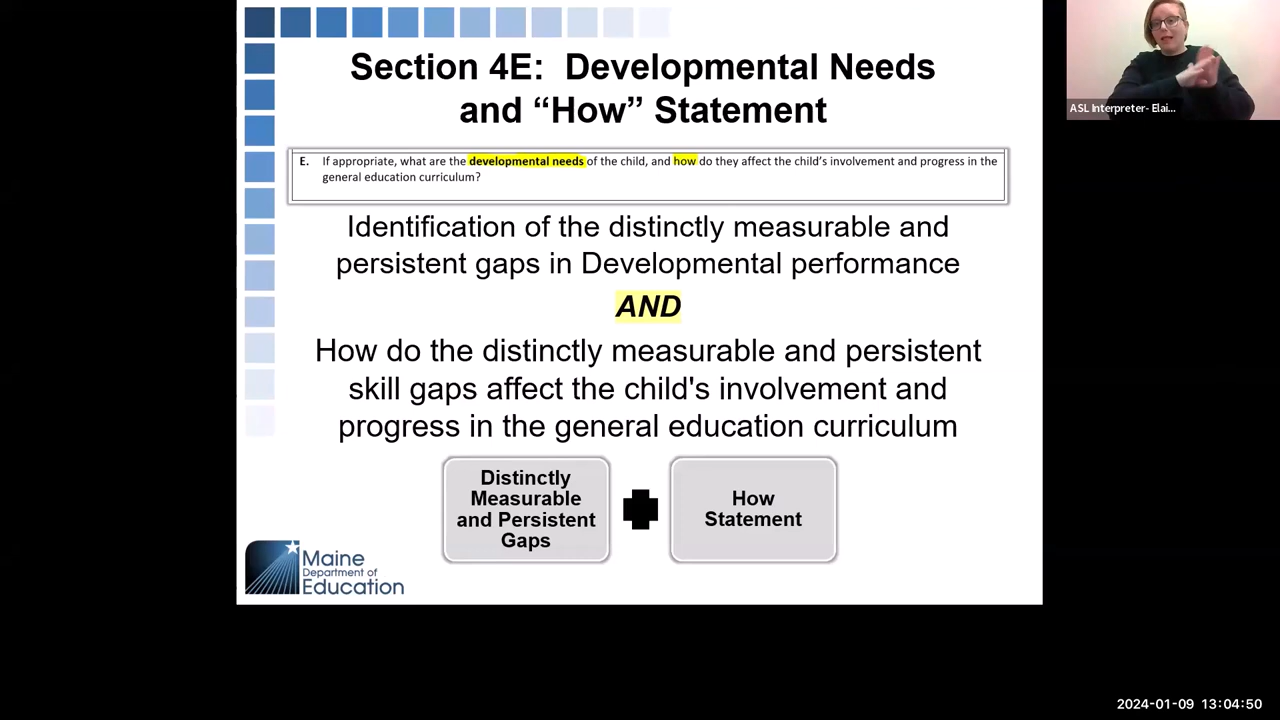 Section 4E: Developmental Needs
and “How” Statement
E. If appropriate, what are the developmental needs of the child, and how do they affect the child's involvement and progress in the
general education curriculum?
Identification of the distinctly measurable and
persistent gaps in Developmental performance
AND
How do the distinctly measurable and persistent
skill gaps affect the child's involvement and
progress in the general education curriculum
Distinctly
Measurable
and Persistent
Gaps
How
Statement
Maine
Department of
Education
ASL Interpreter- Elai...
2024-01-09 13:04:50